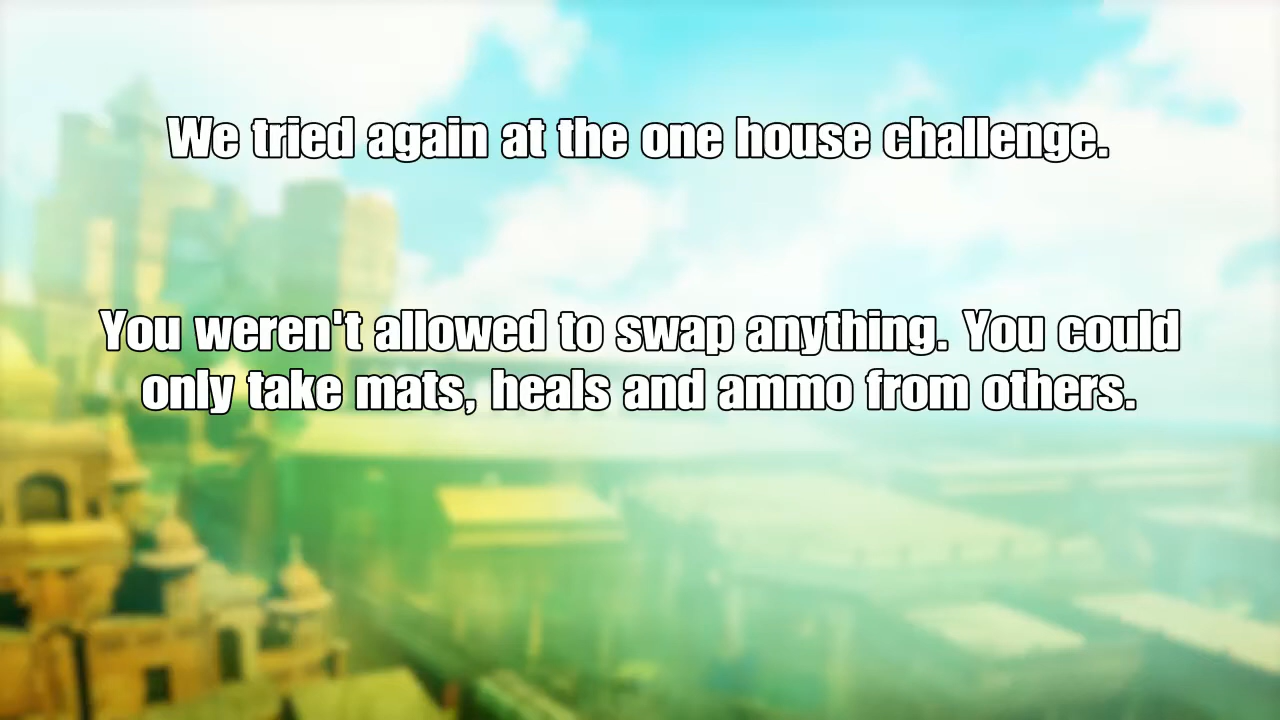 We tried again at the one house challenge.
You weren't allowed to swap anything. You could
only take mats, heals and ammo from others.